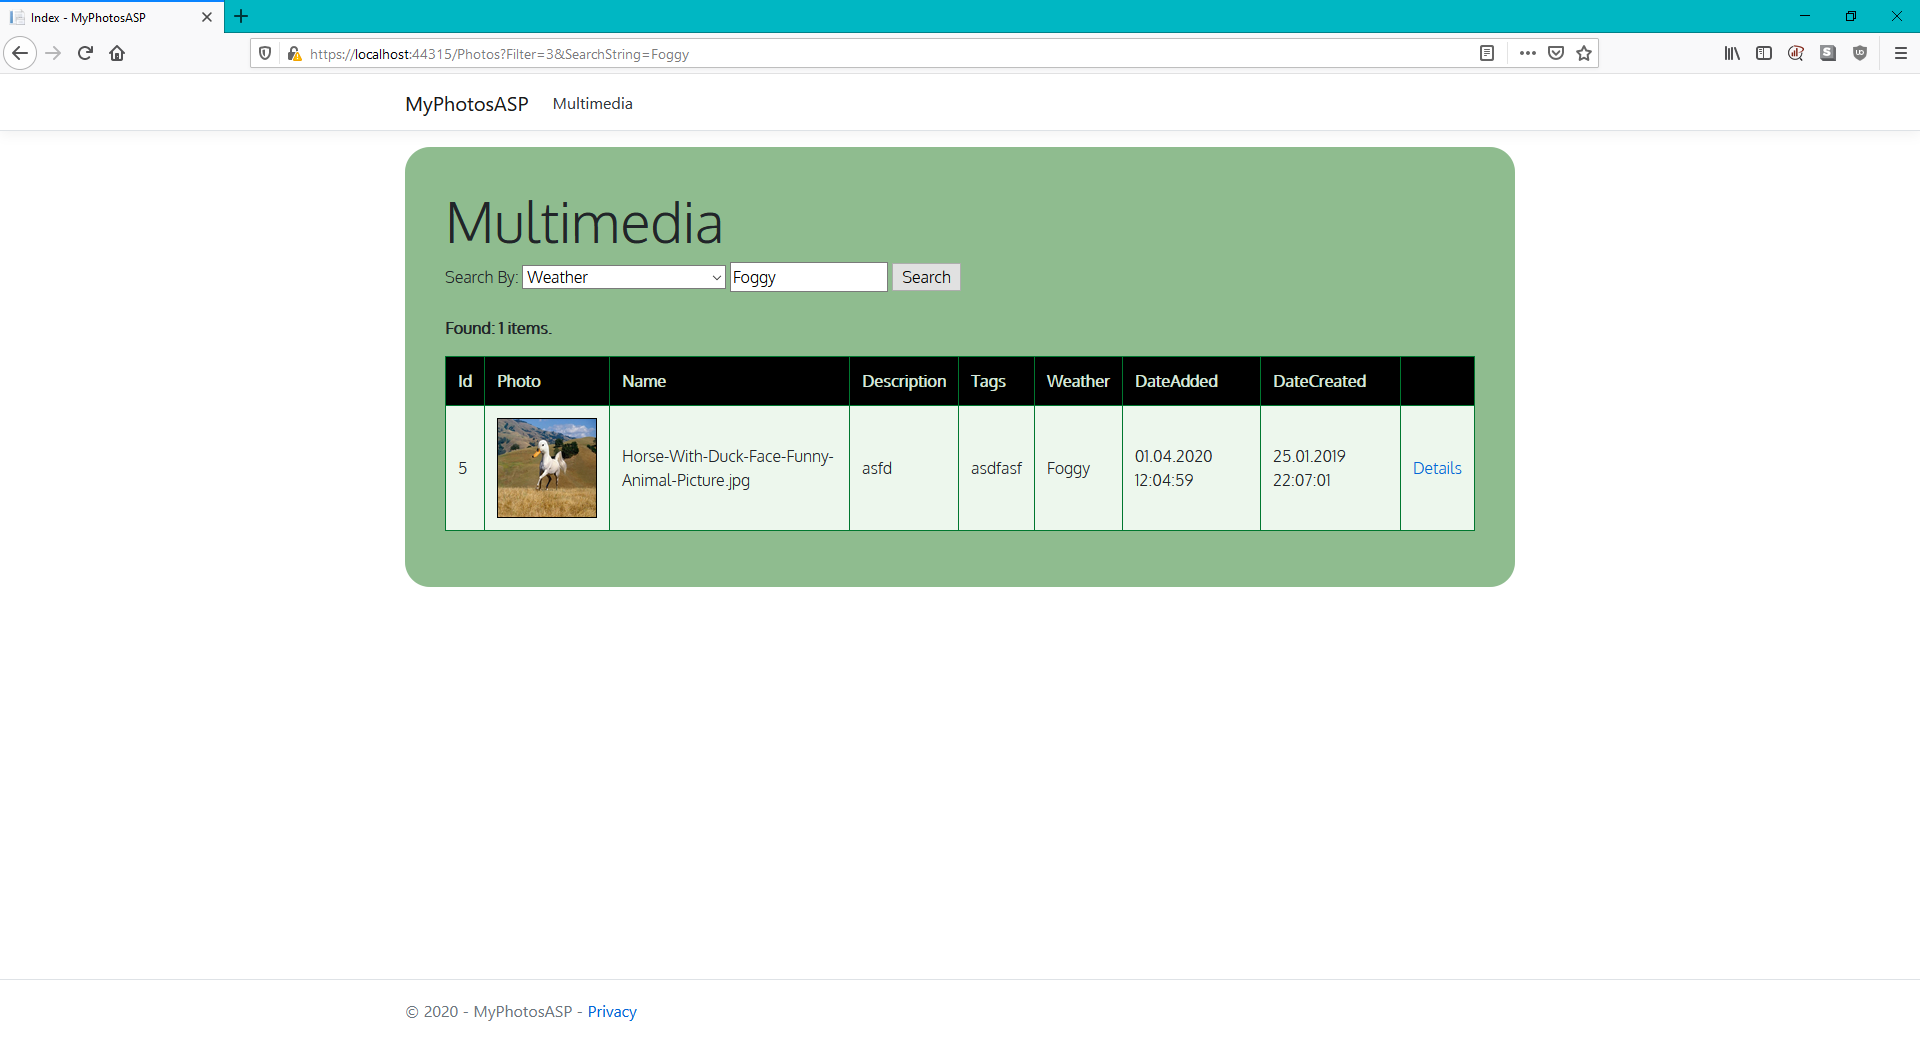 Index - MyPhotosASP
https://localhost:44315/Photos?Filter=3&SearchString=Foggy
MyPhotosASP Multimedia
Multimedia
Search By: Weather Foggy Search
Found: 1 items.
Id Photo Name Description Tags Weather DateAdded DateCreated
5 Horse-With-Duck-Face-Funny-
Animal-Picture.jpg asfd asdfasf Foggy 01.04.2020
12:04:59 25.01.2019
22:07:01 Details
© 2020 - MyPhotosASP - Privacy